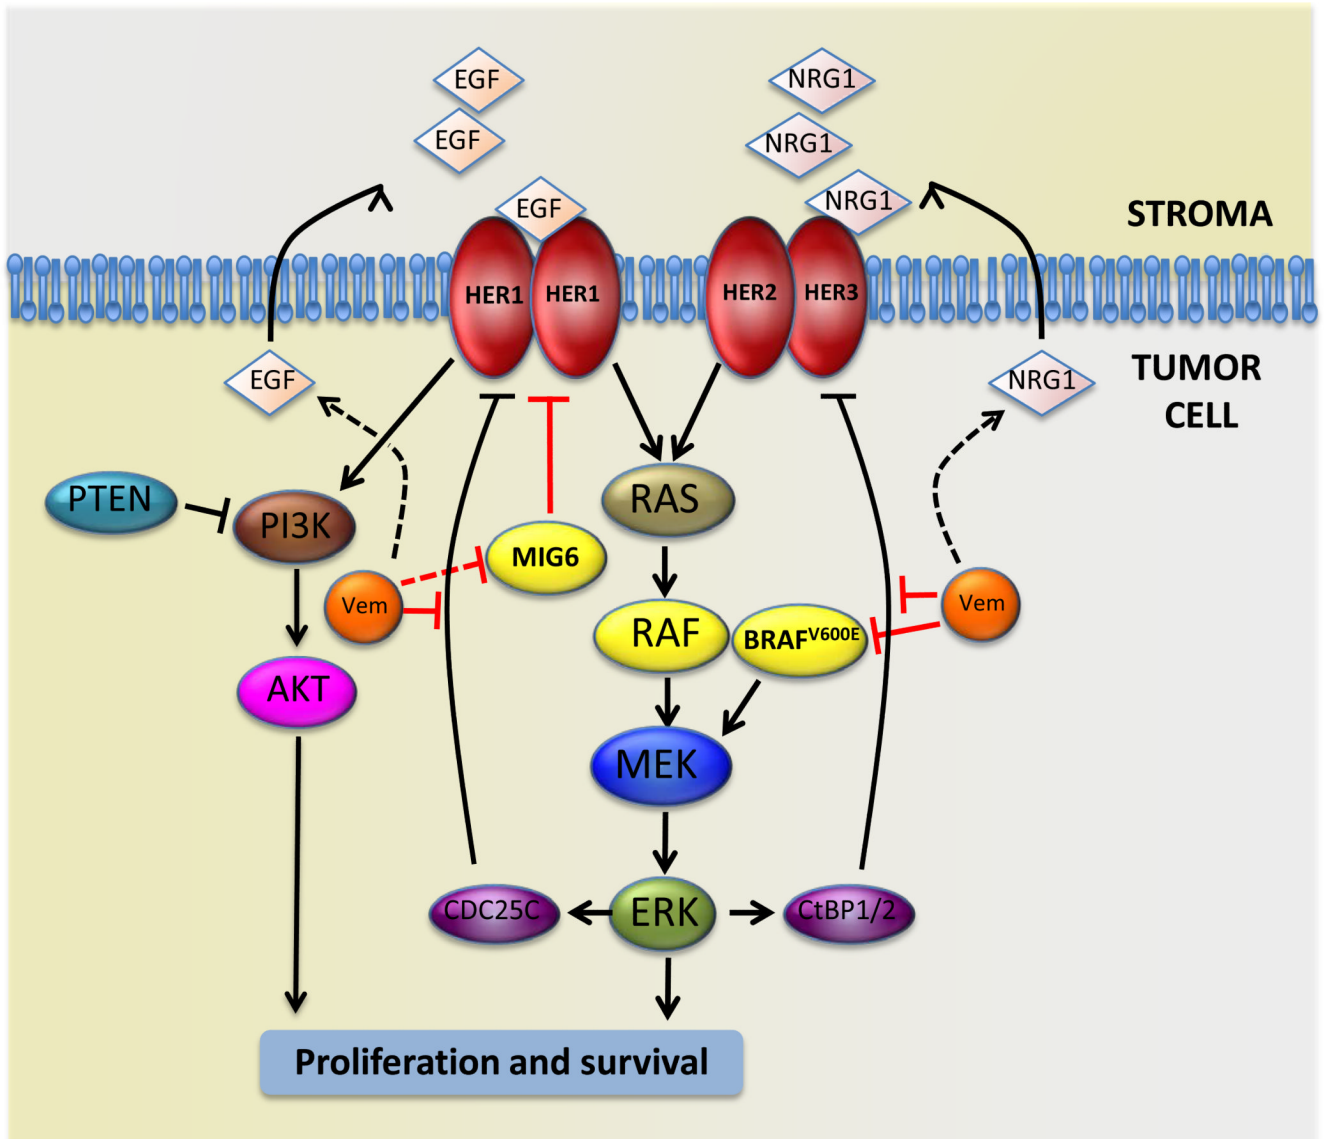 EGF
NRG1
EGF
NRG1
EGF
NRG1
STROMA
HER1
HER1
HER2
HER3
EGF
NRG1
TUMOR
CELL
PTEN
PI3K
RAS
MIG6
Vem
Vem
RAF
BRAFV600E
AKT
MEK
CDC25C
ERK
CtBP1/2
Proliferation and survival